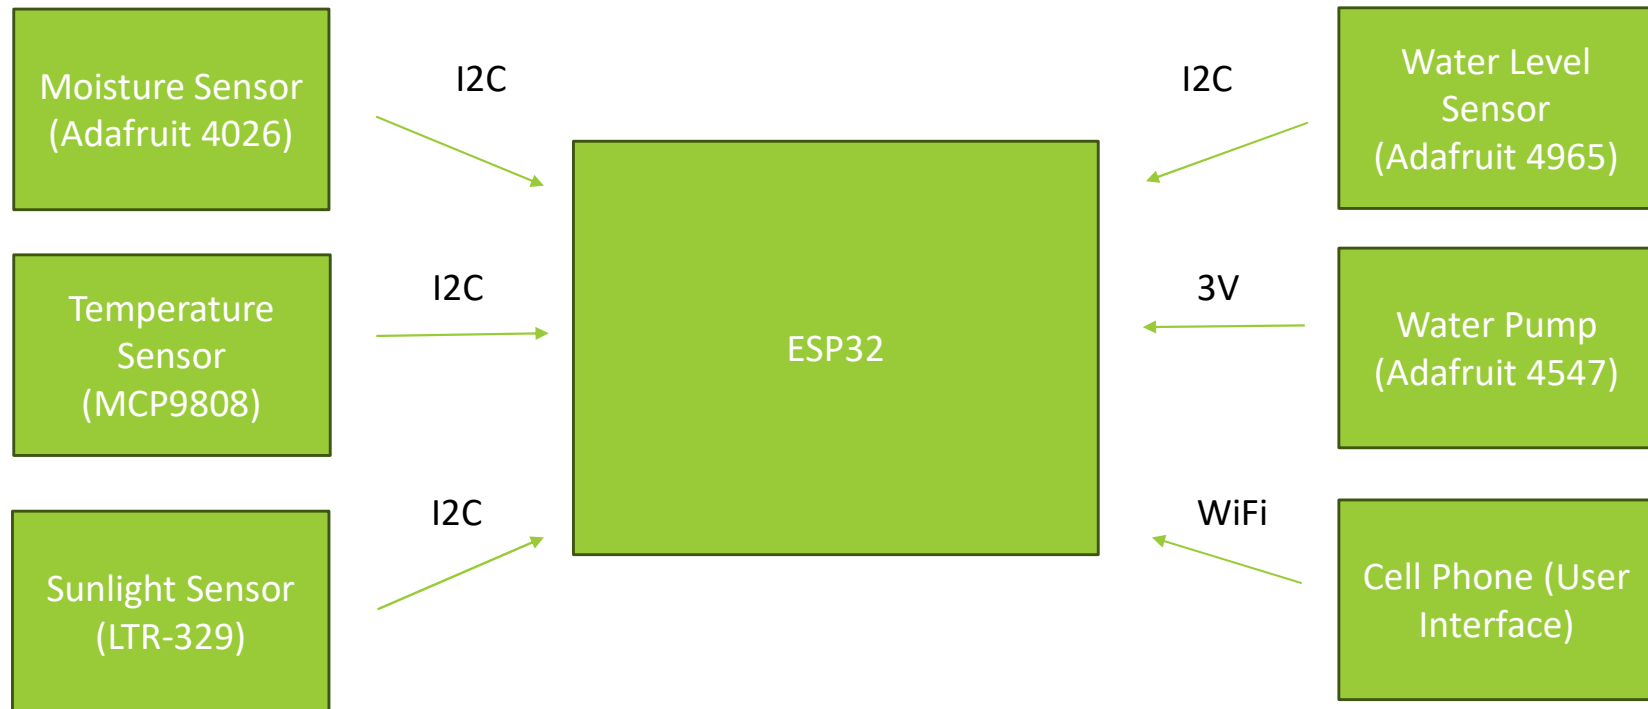 Moisture Sensor
(Adafruit 4026)
I2C
Temperature
Sensor
(MCP9808)
I2C
Sunlight Sensor
(LTR-329)
I2C
ESP32
I2C
Water Level
Sensor
(Adafruit 4965)
3V
Water Pump
(Adafruit 4547)
WiFi
Cell Phone (User
Interface)